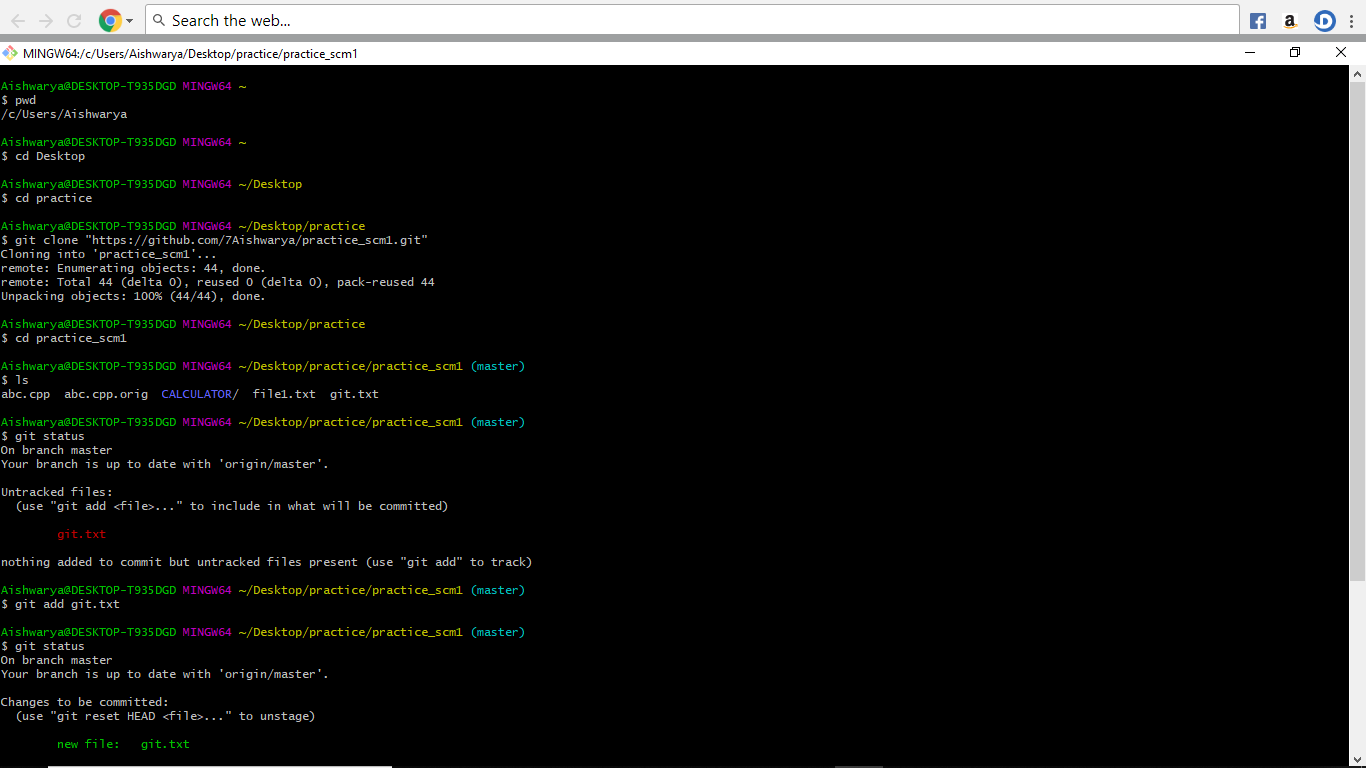 Search the web...
MINGW64:/c/Users/Aishwarya/Desktop/practice/practice_scm1
Aishwarya@DESKTOP-T935DGD MINGW64 ~
$ pwd
/c/Users/Aishwarya
Aishwarya@DESKTOP-T935DGD MINGW64 ~
$ cd Desktop
Aishwarya@DESKTOP-T935DGD MINGW64 ~/Desktop
$ cd practice
Aishwarya@DESKTOP-T935DGD MINGW64 ~/Desktop/practice
$ git clone "https://github.com/7Aishwarya/practice_scm1.git"
Cloning into 'practice_scm1'...
remote: Enumerating objects: 44, done.
remote: Total 44 (delta 0), reused 0 (delta 0), pack-reused 44
Unpacking objects: 100% (44/44), done.
Aishwarya@DESKTOP-T935DGD MINGW64 ~/Desktop/practice
$ cd practice_scm1
Aishwarya@DESKTOP-T935DGD MINGW64 ~/Desktop/practice/practice_scm1 (master)
$ ls
abc.cpp  abc.cpp.orig  CALCULATOR/  file1.txt  git.txt
Aishwarya@DESKTOP-T935DGD MINGW64 ~/Desktop/practice/practice_scm1 (master)
$ git status
On branch master
Your branch is up to date with 'origin/master'.
Untracked files:
  (use "git add <file>..." to include in what will be committed)
        git.txt
nothing added to commit but untracked files present (use "git add" to track)
Aishwarya@DESKTOP-T935DGD MINGW64 ~/Desktop/practice/practice_scm1 (master)
$ git add git.txt
Aishwarya@DESKTOP-T935DGD MINGW64 ~/Desktop/practice/practice_scm1 (master)
$ git status
On branch master
Your branch is up to date with 'origin/master'.
Changes to be committed:
  (use "git reset HEAD <file>..." to unstage)
        new file:   git.txt